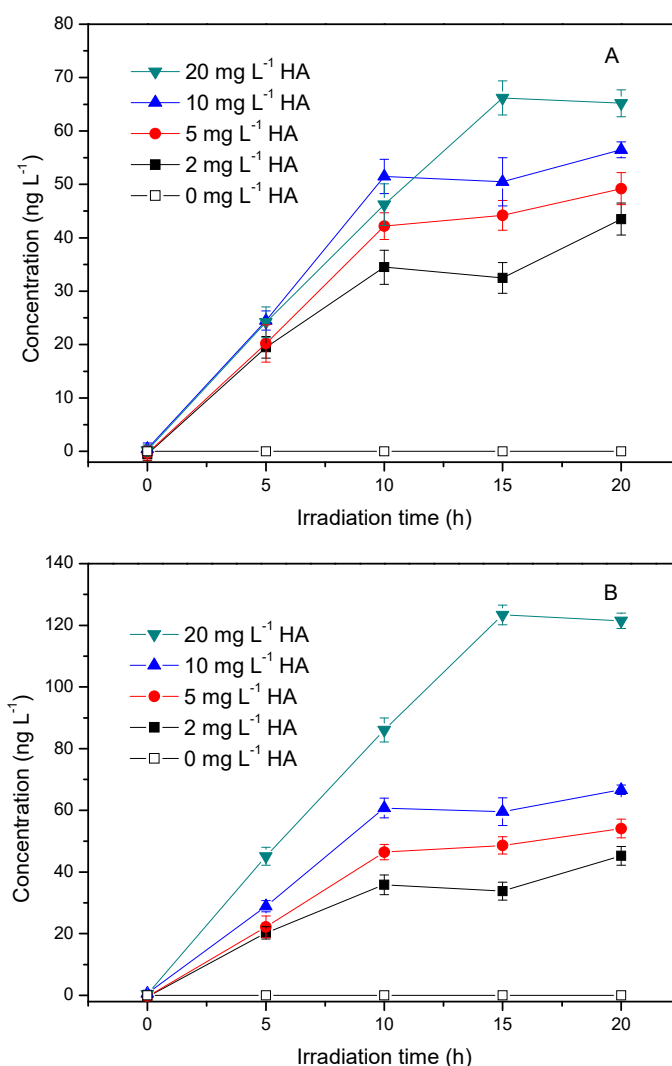 A
80
70
60
50
40
30
20
10
0
Concentration (ng L⁻¹)
20 mg L⁻¹ HA
10 mg L⁻¹ HA
5 mg L⁻¹ HA
2 mg L⁻¹ HA
0 mg L⁻¹ HA
0 5 10 15 20
Irradiation time (h)
B
140
120
100
80
60
40
20
0
Concentration (ng L⁻¹)
20 mg L⁻¹ HA
10 mg L⁻¹ HA
5 mg L⁻¹ HA
2 mg L⁻¹ HA
0 mg L⁻¹ HA
0 5 10 15 20
Irradiation time (h)